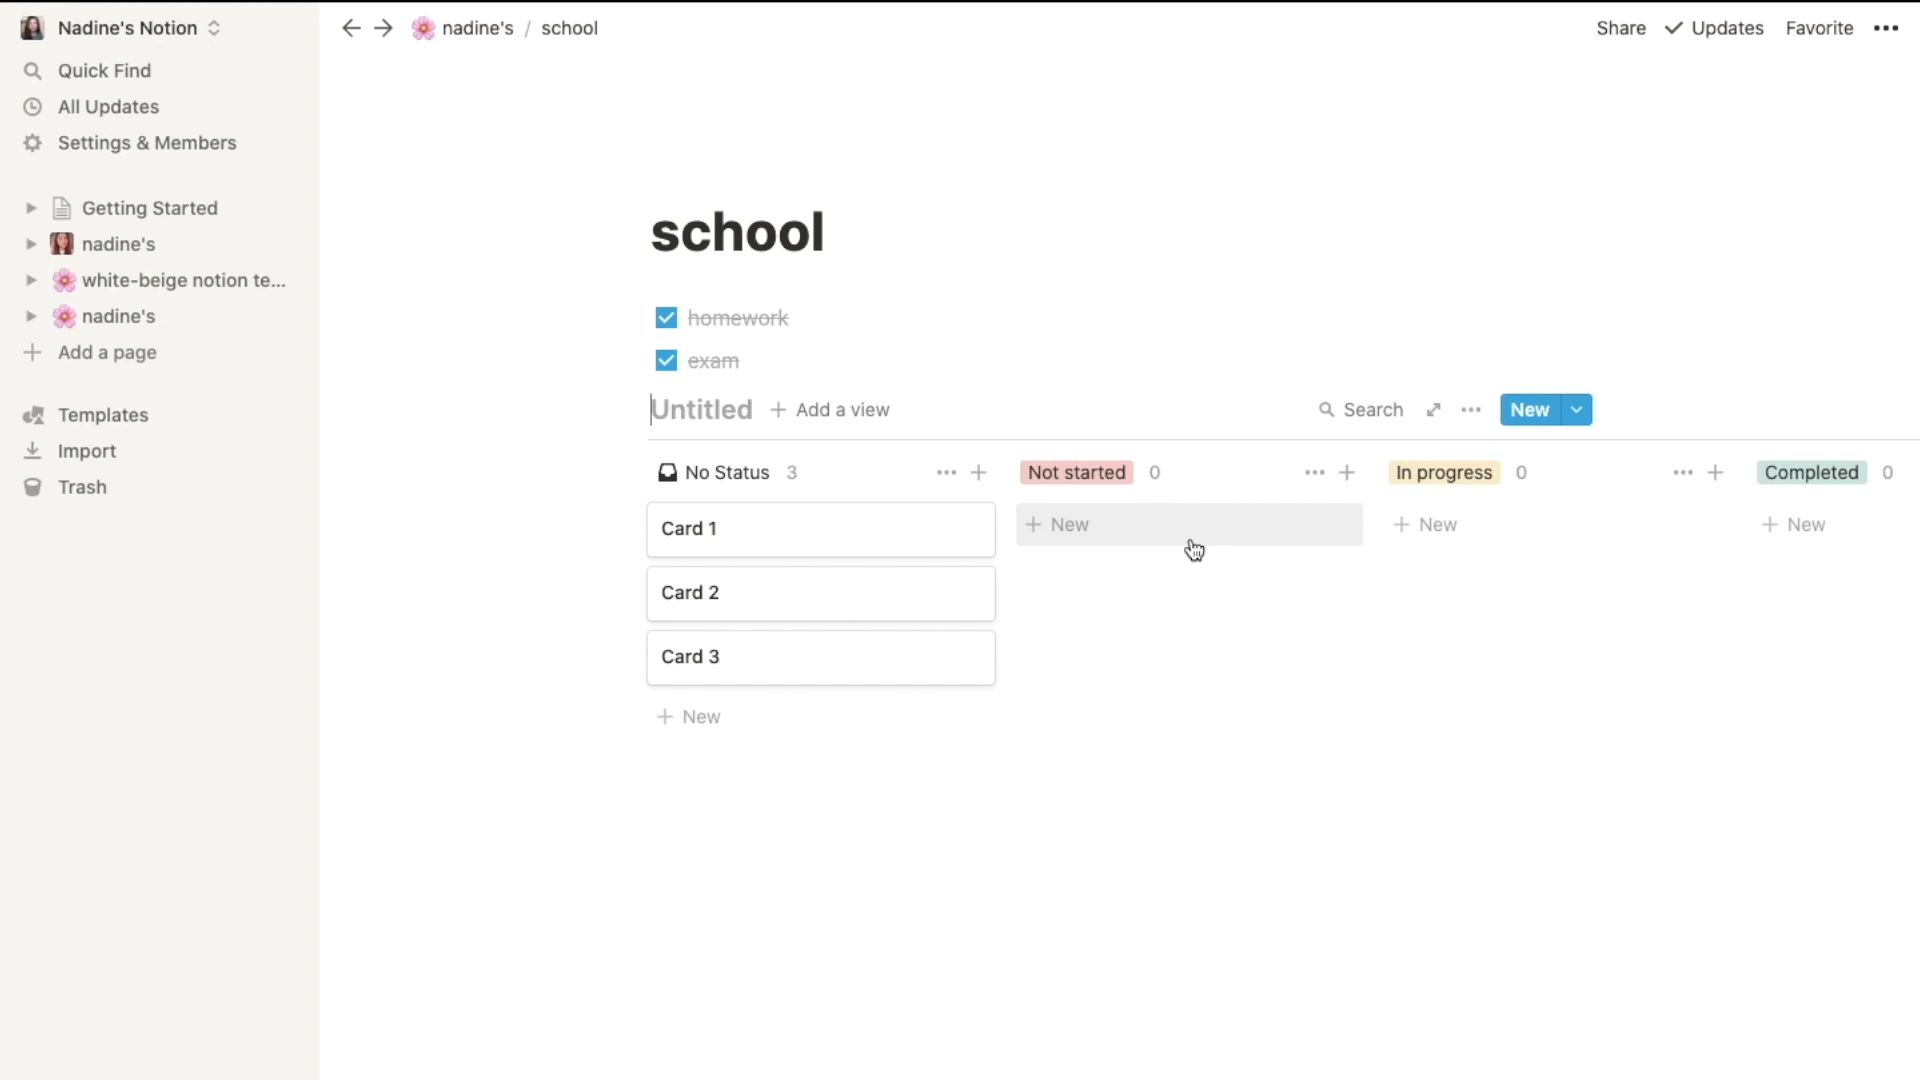 Nadine's Notion
Quick Find
All Updates
Settings & Members
Getting Started
nadine's
white-beige notion te...
nadine's
Add a page
Templates
Import
Trash
nadine's / school
Share Updates Favorite
school
homework
exam
Untitled + Add a view Search New
No Status 3 Not started 0 In progress 0 Completed 0
Card 1
Card 2
Card 3
+ New
+ New
+ New
+ New